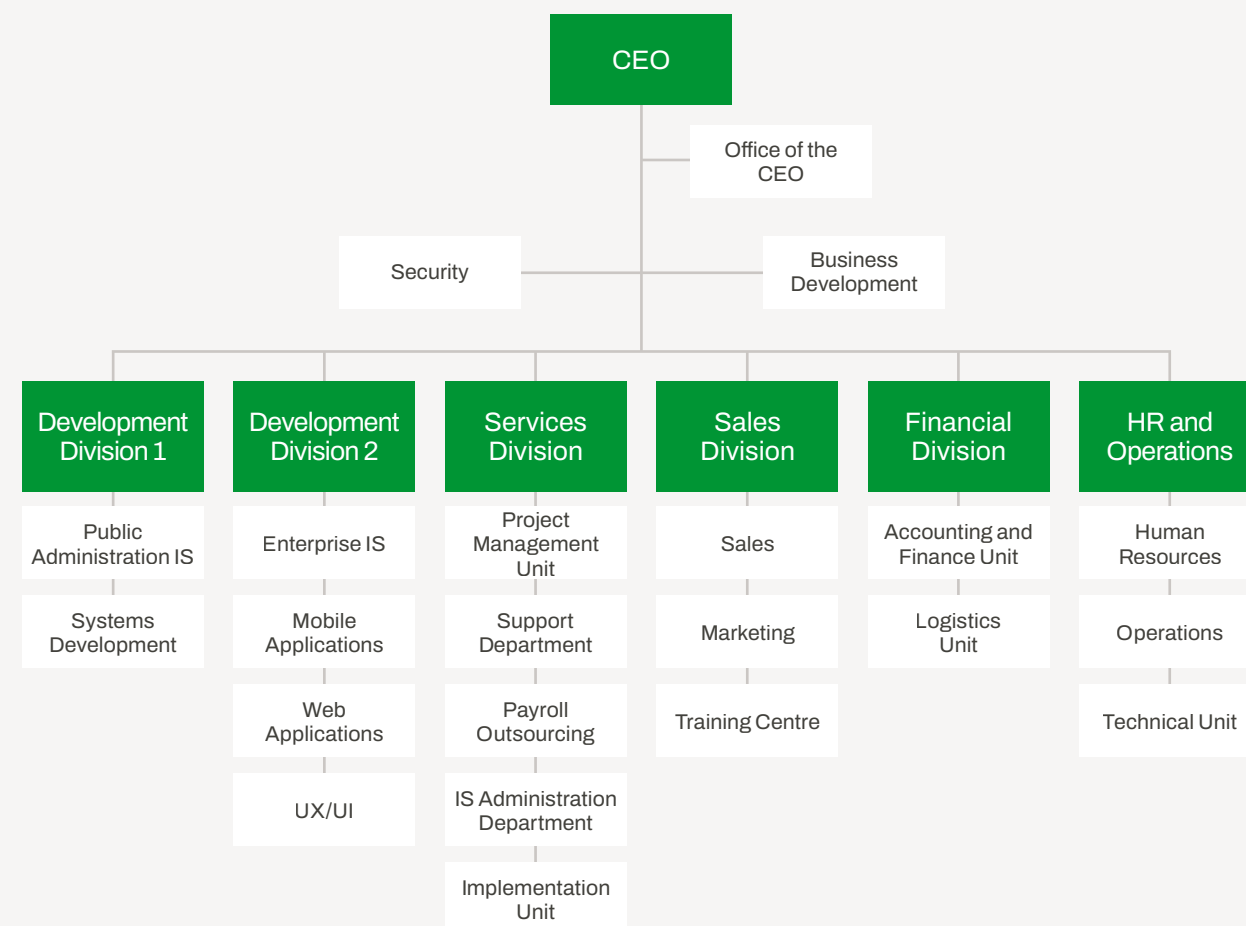 CEO
Office of the
CEO
Security
Business
Development
Development
Division 1
Development
Division 2
Services
Division
Sales
Division
Financial
Division
HR and
Operations
Public
Administration IS
Systems
Development
Enterprise IS
Mobile
Applications
Web
Applications
UX/UI
Project
Management
Unit
Support
Department
Payroll
Outsourcing
IS Administration
Department
Implementation
Unit
Sales
Marketing
Training Centre
Accounting and
Finance Unit
Logistics
Unit
Human
Resources
Operations
Technical Unit